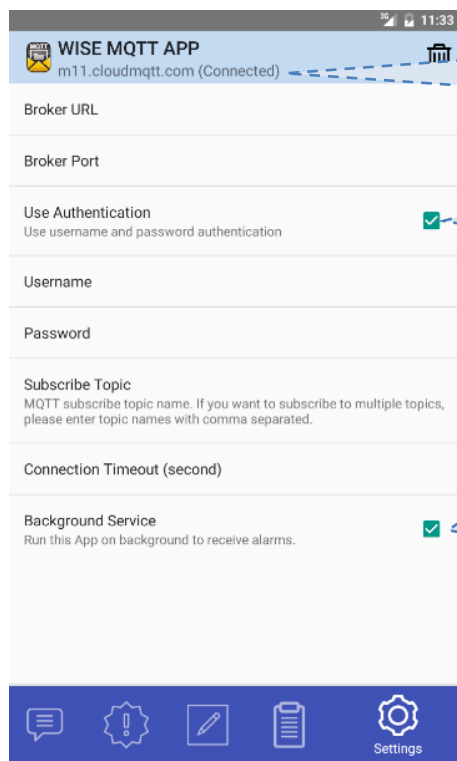 3G 11:33
WISE MQTT APP
m11.cloudmqtt.com (Connected)
Broker URL
Broker Port
Use Authentication
Use username and password authentication
Username
Password
Subscribe Topic
MQTT subscribe topic name. If you want to subscribe to multiple topics,
please enter topic names with comma separated.
Connection Timeout (second)
Background Service
Run this App on background to receive alarms.
Settings